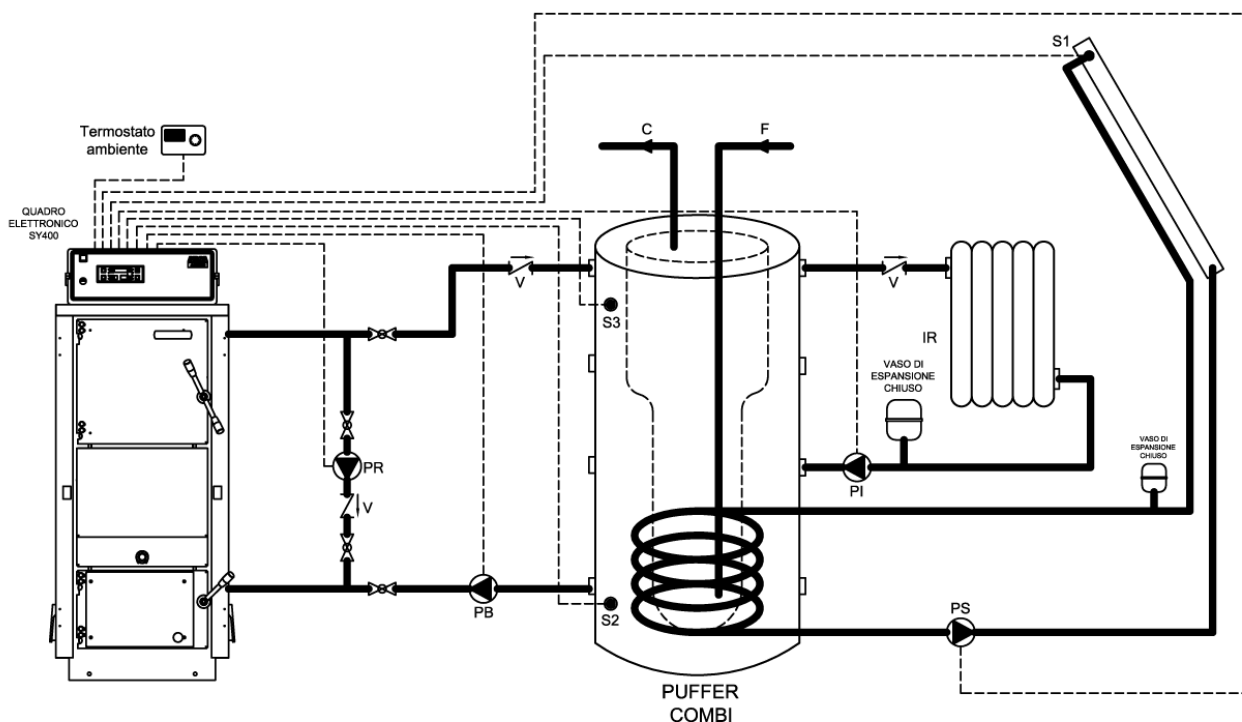 S1
C
F
Termostato
ambiente
QUADRO
ELETTRONICO
SY400
V
V
S3
IR
VASO DI
ESPANSIONE
CHIUSO
VASO DI
ESPANSIONE
CHIUSO
PR
PI
V
PB
S2
PS
PUFFER
COMBI